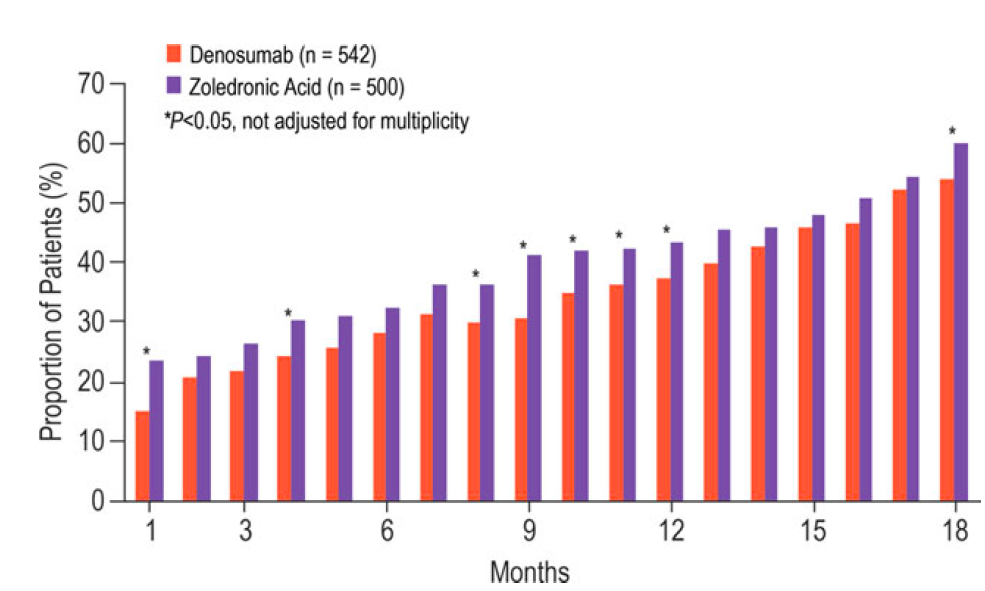 Denosumab (n = 542)
Zoledronic Acid (n = 500)
*P<0.05, not adjusted for multiplicity
70
60
50
40
30
20
10
0
Proportion of Patients (%)
* * * * * * * *
1 3 6 9 12 15 18
Months